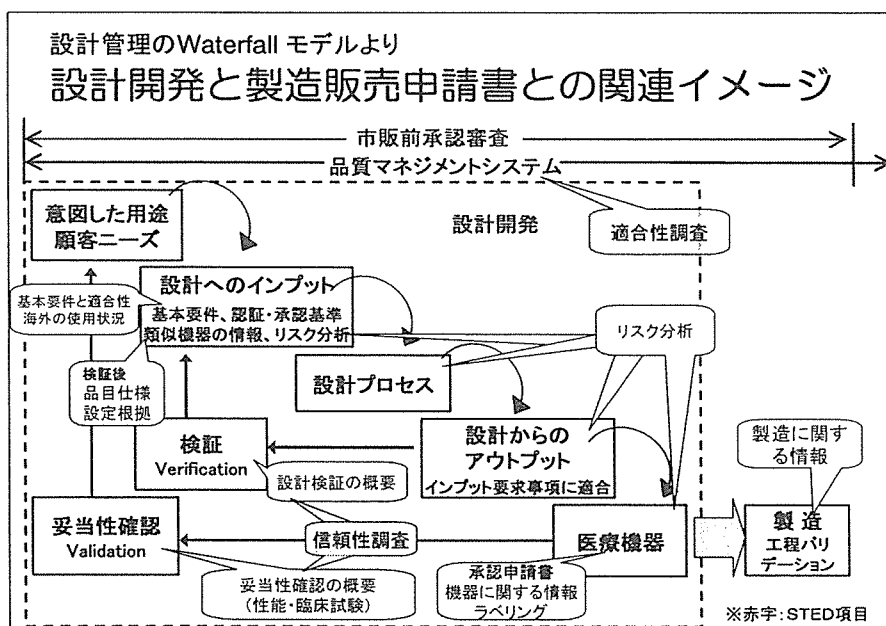 設計管理のWaterfall モデルより
設計開発と製造販売申請書との関連イメージ
市販前承認審査
品質マネジメントシステム
意図した用途
顧客ニーズ
設計開発
適合性調査
設計へのインプット
基本要件、認証・承認基準
類似機器の情報、リスク分析
基本要件と適合性
海外の使用状況
リスク分析
検証後
品目仕様
設定根拠
設計プロセス
検証
Verification
設計からの
アウトプット
インプット要求事項に適合
製造に関す
る情報
設計検証の概要
妥当性確認
Validation
信頼性調査
医療機器
製 造
工程バリ
デーション
妥当性確認の概要
(性能・臨床試験)
承認申請書
機器に関する情報
ラベリング
※赤字:STED項目